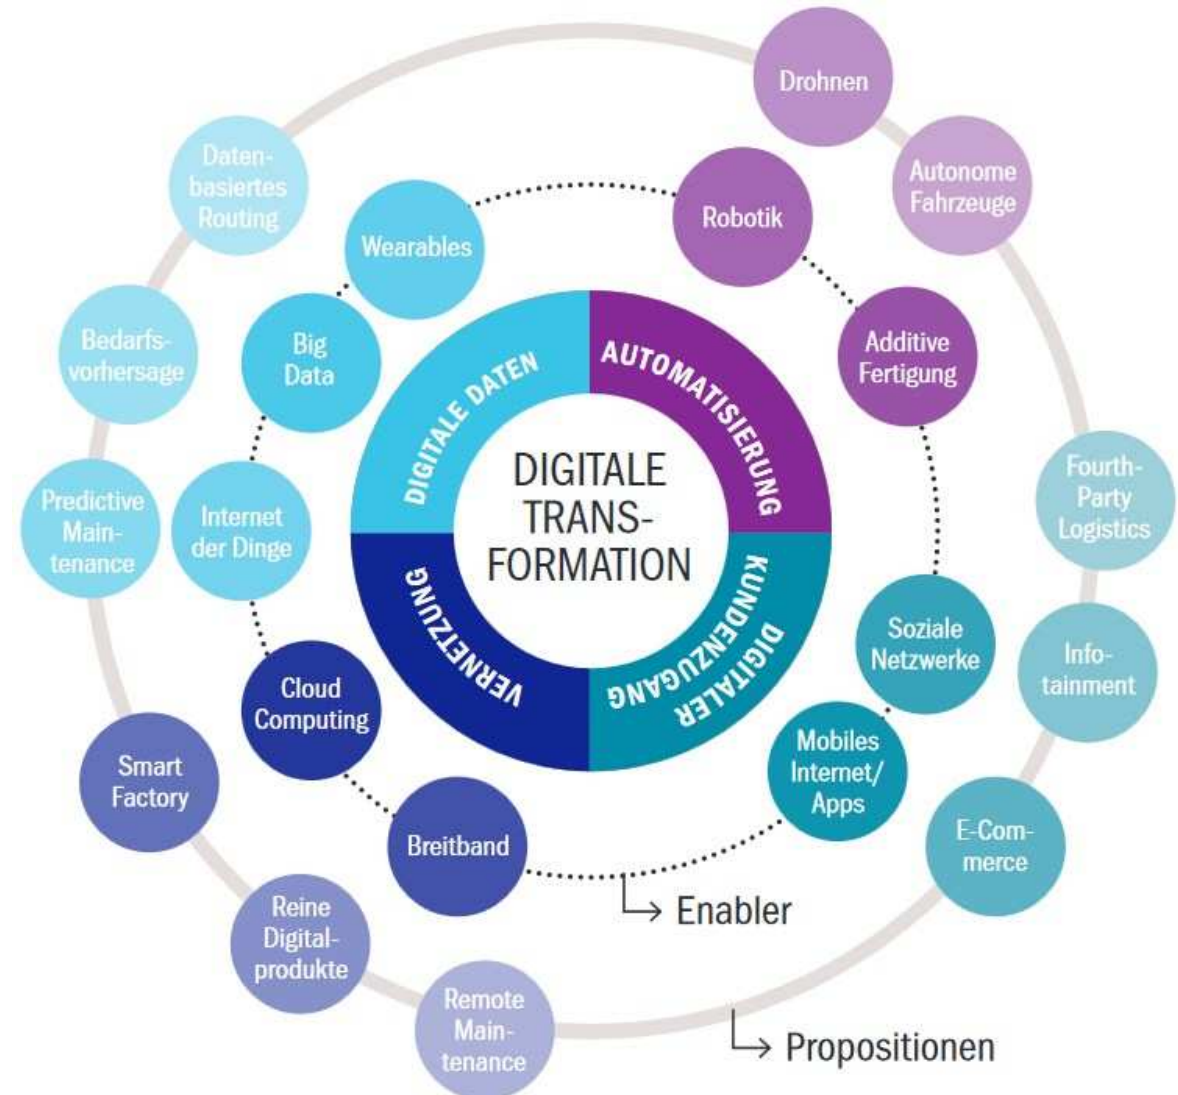 Drohnen
Autonome
Fahrzeuge
Daten-
basiertes
Routing
Wearables
Robotik
Bedarfs-
vorhersage
Big
Data
Additive
Fertigung
DIGITALE DATEN
AUTOMATISIERUNG
DIGITALE
TRANS-
FORMATION
VERNETZUNG
DIGITALER
KUNDENZUGANG
Predictive
Main-
tenance
Internet
der Dinge
Fourth-
Party
Logistics
Soziale
Netzwerke
Info-
tainment
Cloud
Computing
Mobiles
Internet/
Apps
Smart
Factory
Breitband
E-Com-
merce
Enabler
Reine
Digital-
produkte
Remote
Main-
tenance
Propositionen